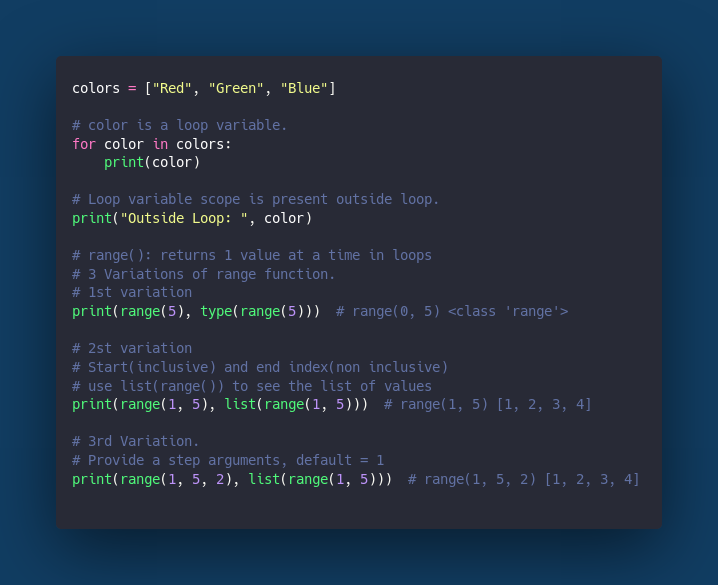 colors = ["Red", "Green", "Blue"]
# color is a loop variable.
for color in colors:
    print(color)
# Loop variable scope is present outside loop.
print("Outside Loop: ", color)
# range(): returns 1 value at a time in loops
# 3 Variations of range function.
# 1st variation
print(range(5), type(range(5)))  # range(0, 5) <class 'range'>
# 2st variation
# Start(inclusive) and end index(non inclusive)
# use list(range()) to see the list of values
print(range(1, 5), list(range(1, 5)))  # range(1, 5) [1, 2, 3, 4]
# 3rd Variation.
# Provide a step arguments, default = 1
print(range(1, 5, 2), list(range(1, 5)))  # range(1, 5, 2) [1, 2, 3, 4]